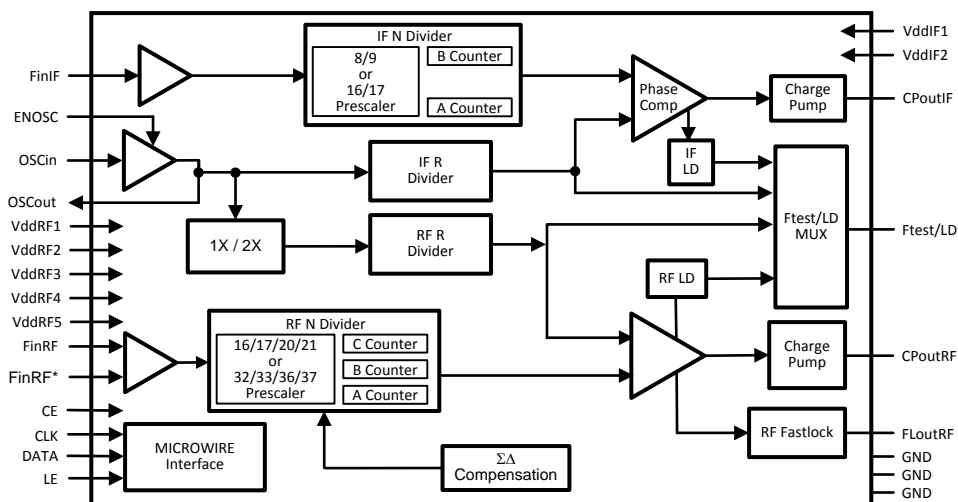 FinIF
ENOSC
OSCin
OSCout
VddRF1
VddRF2
VddRF3
VddRF4
VddRF5
FinRF
FinRF*
CE
CLK
DATA
LE
IF N Divider
8/9
or
16/17
Prescaler
B Counter
A Counter
Phase
Comp
Charge
Pump
IF
LD
IF R
Divider
1X / 2X
RF R
Divider
Ftest/LD
MUX
RF LD
RF N Divider
16/17/20/21
or
32/33/36/37
Prescaler
C Counter
B Counter
A Counter
Charge
Pump
RF Fastlock
MICROWIRE
Interface
ΣΔ
Compensation
VddIF1
VddIF2
CPoutIF
Ftest/LD
CPoutRF
FLoutRF
GND
GND
GND